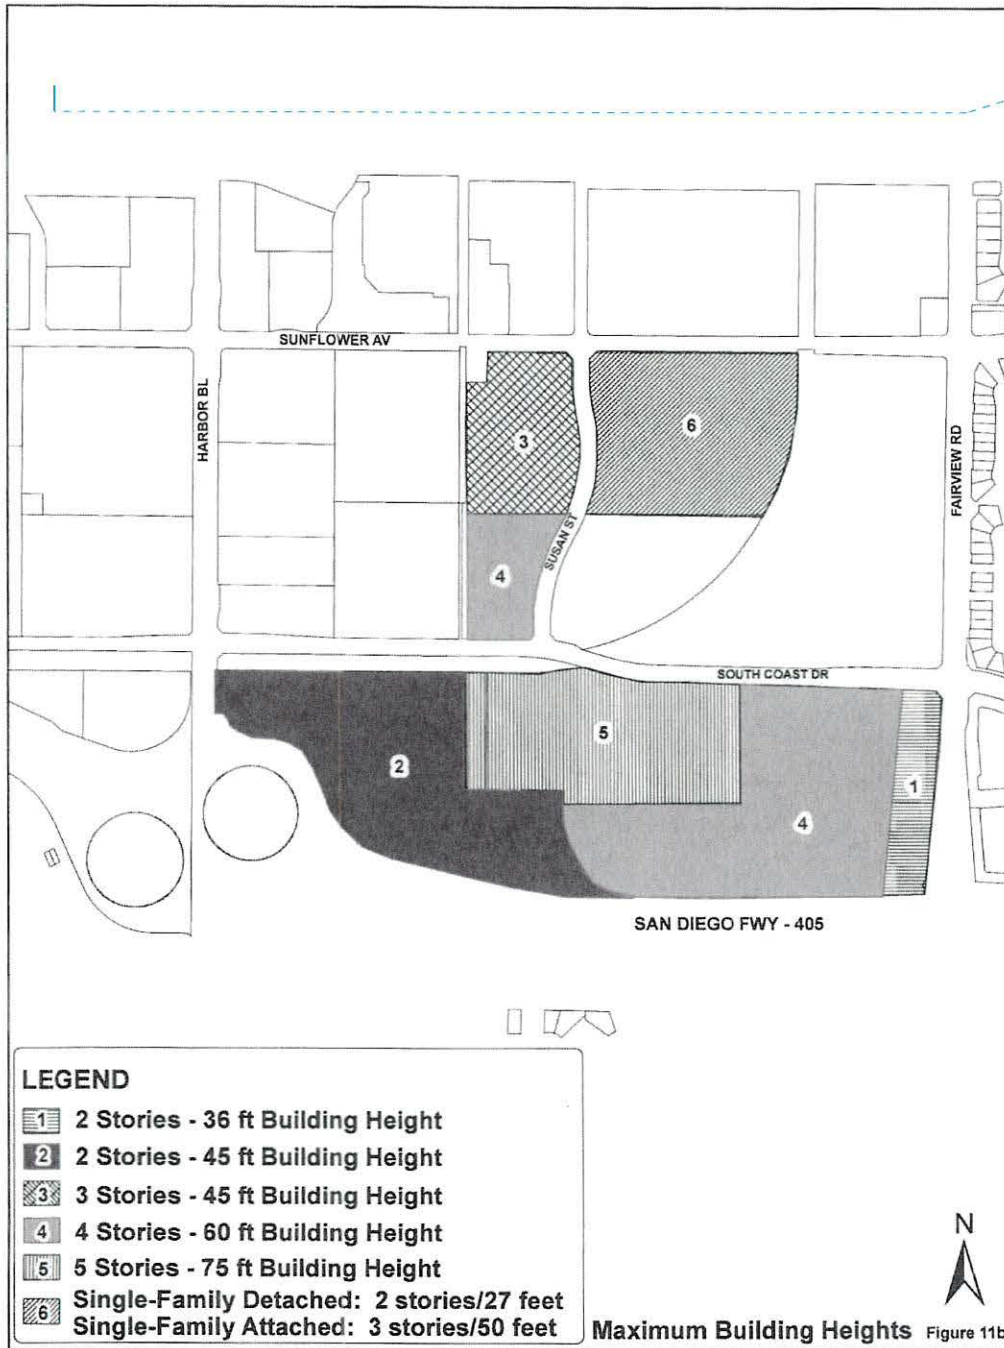 SUNFLOWER AV
HARBOR BL
FAIRVIEW RD
3
6
SUSAN ST
4
SOUTH COAST DR
5
2
1
4
SAN DIEGO FWY - 405
LEGEND
1 2 Stories - 36 ft Building Height
2 2 Stories - 45 ft Building Height
3 3 Stories - 45 ft Building Height
4 4 Stories - 60 ft Building Height
5 5 Stories - 75 ft Building Height
6 Single-Family Detached: 2 stories/27 feet
Single-Family Attached: 3 stories/50 feet
N
Maximum Building Heights Figure 11b